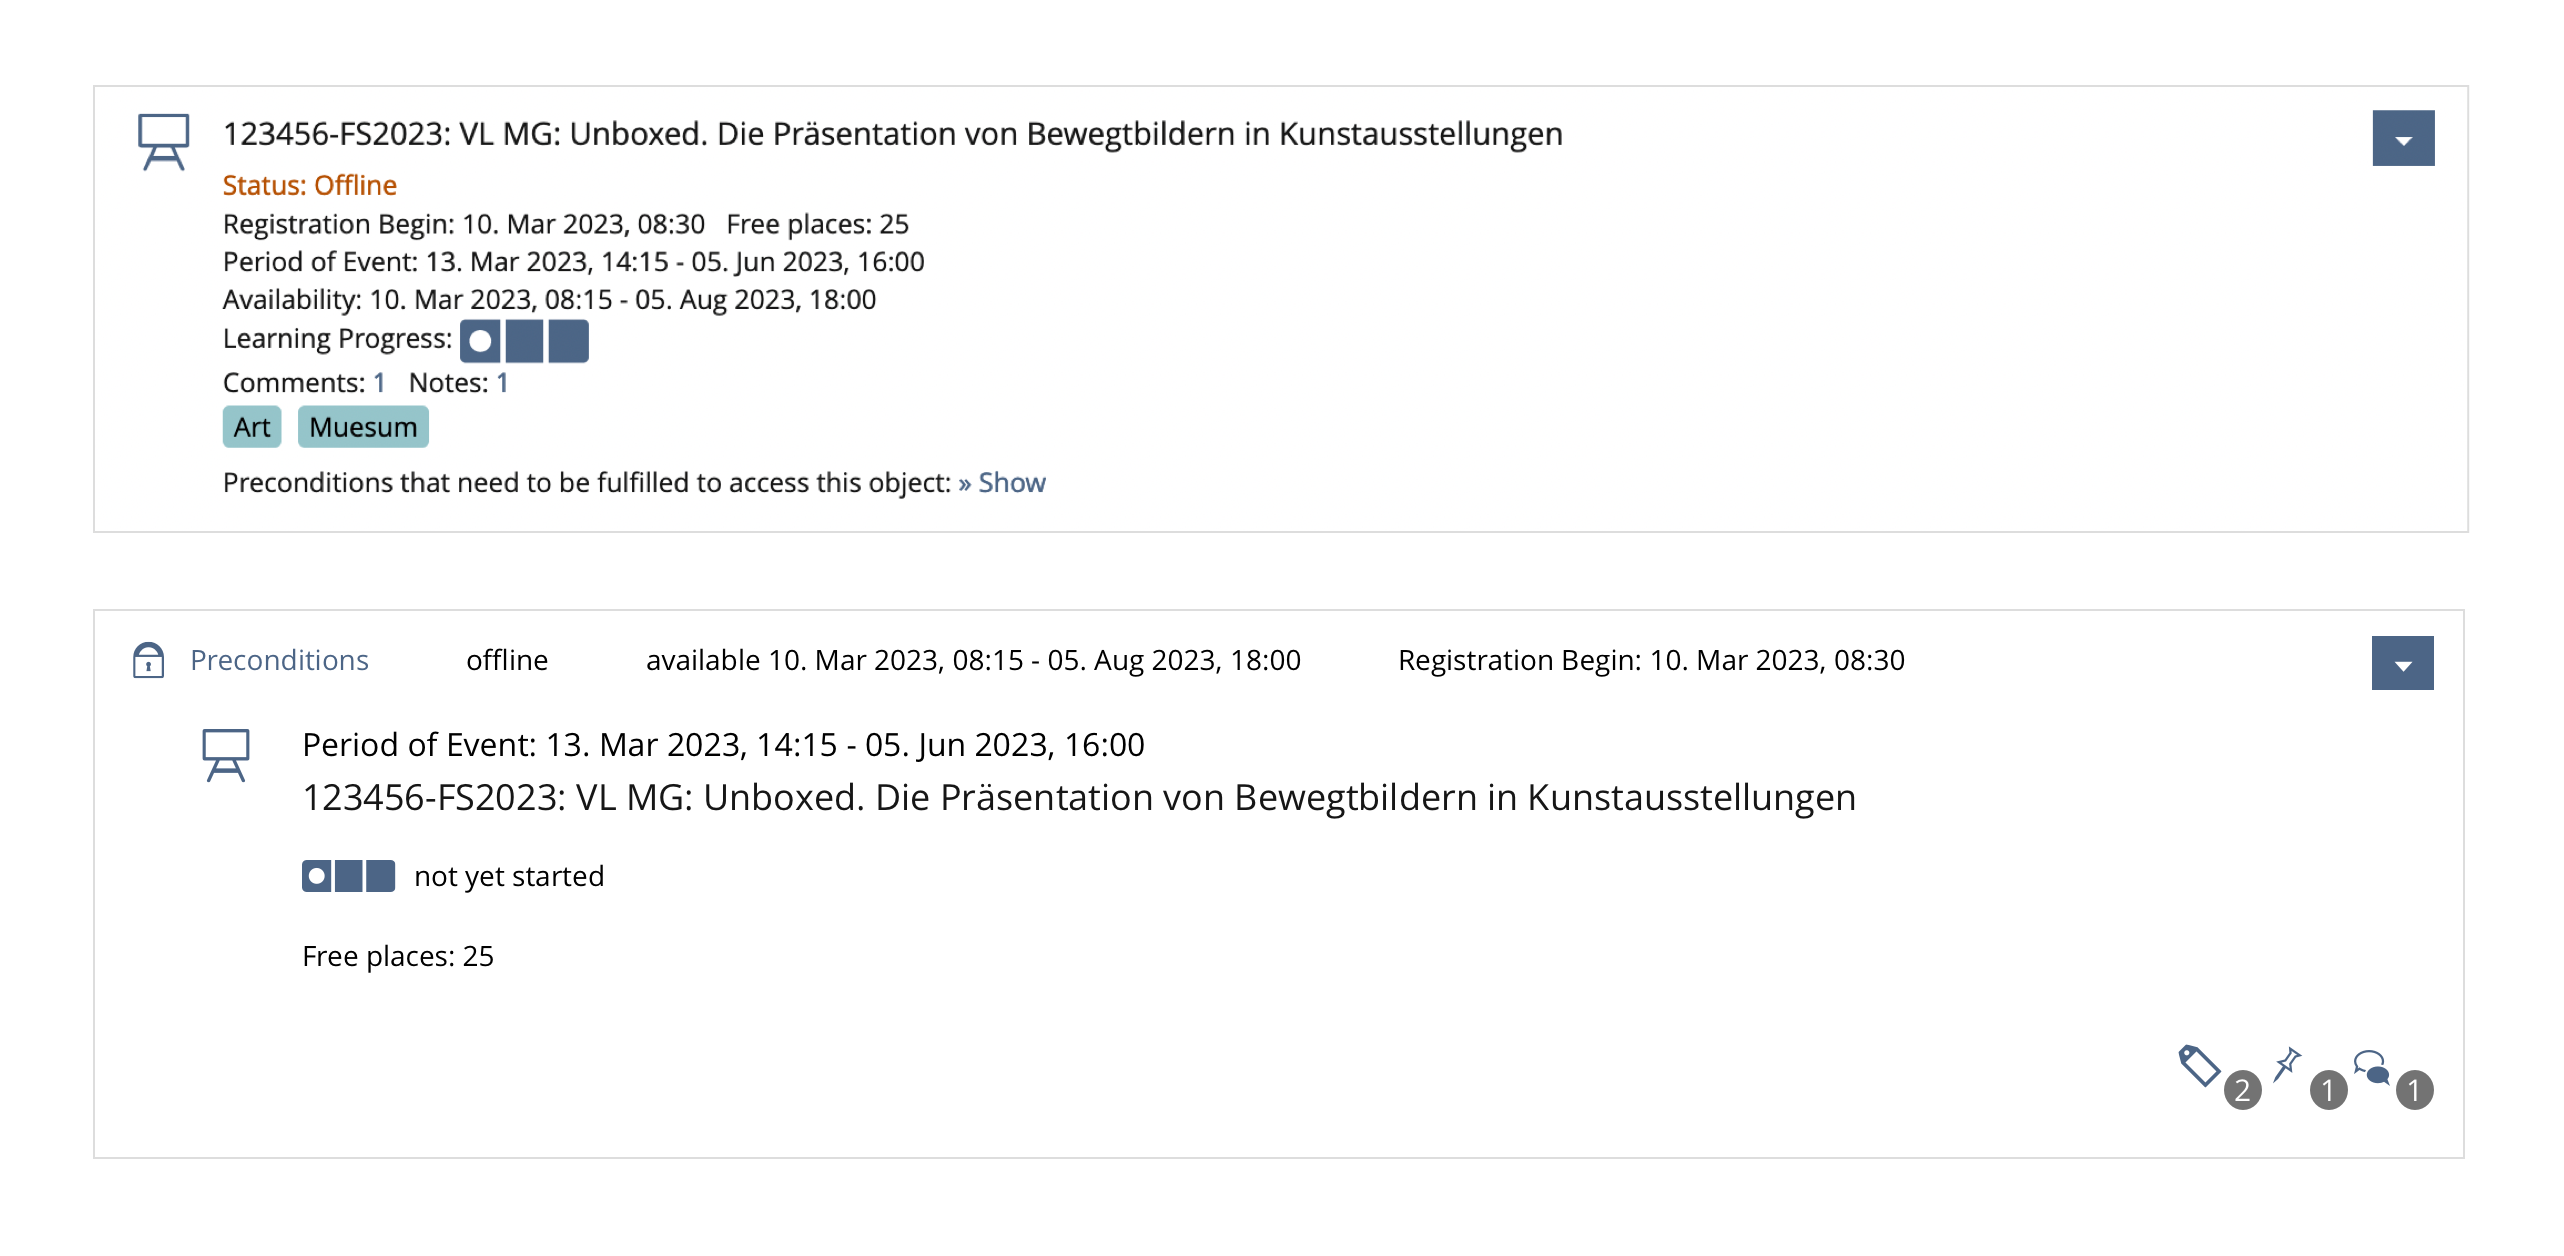 123456-FS2023: VL MG: Unboxed. Die Präsentation von Bewegtbildern in Kunstausstellungen
Status: Offline
Registration Begin: 10. Mar 2023, 08:30 Free places: 25
Period of Event: 13. Mar 2023, 14:15 - 05. Jun 2023, 16:00
Availability: 10. Mar 2023, 08:15 - 05. Aug 2023, 18:00
Learning Progress:
Comments: 1 Notes: 1
Art Muesum
Preconditions that need to be fulfilled to access this object: » Show
Preconditions offline available 10. Mar 2023, 08:15 - 05. Aug 2023, 18:00 Registration Begin: 10. Mar 2023, 08:30
Period of Event: 13. Mar 2023, 14:15 - 05. Jun 2023, 16:00
123456-FS2023: VL MG: Unboxed. Die Präsentation von Bewegtbildern in Kunstausstellungen
not yet started
Free places: 25
2 1 1